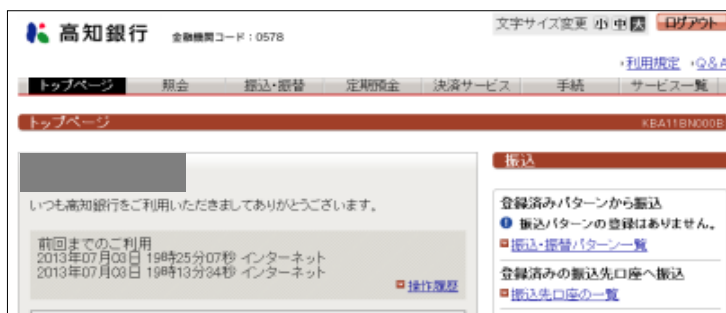 高知銀行 金融機関コード:0578
文字サイズ変更 小 中 大 ログアウト
利用規定 Q&A
トップページ 照会 振込・振替 定期預金 決済サービス 手続 サービス一覧
トップページ KBA11BN000B
いつも高知銀行をご利用いただきましてありがとうございます。
前回までのご利用
2013年07月03日 19時25分07秒 インターネット
2013年07月03日 19時13分34秒 インターネット
操作履歴
振込
登録済みパターンから振込
振込パターンの登録はありません。
振込・振替パターン一覧
登録済みの振込先口座へ振込
振込先口座の一覧